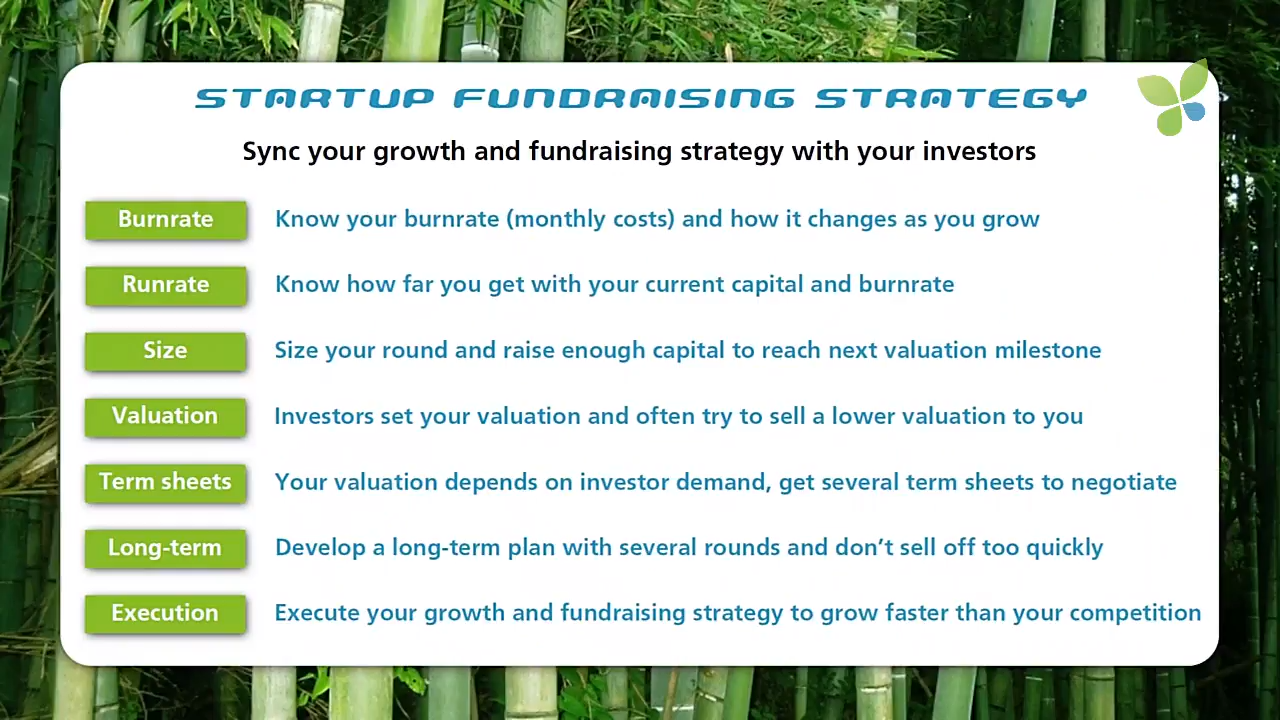 STARTUP FUNDRAISING STRATEGY
Sync your growth and fundraising strategy with your investors
Burnrate Know your burnrate (monthly costs) and how it changes as you grow
Runrate Know how far you get with your current capital and burnrate
Size Size your round and raise enough capital to reach next valuation milestone
Valuation Investors set your valuation and often try to sell a lower valuation to you
Term sheets Your valuation depends on investor demand, get several term sheets to negotiate
Long-term Develop a long-term plan with several rounds and don’t sell off too quickly
Execution Execute your growth and fundraising strategy to grow faster than your competition